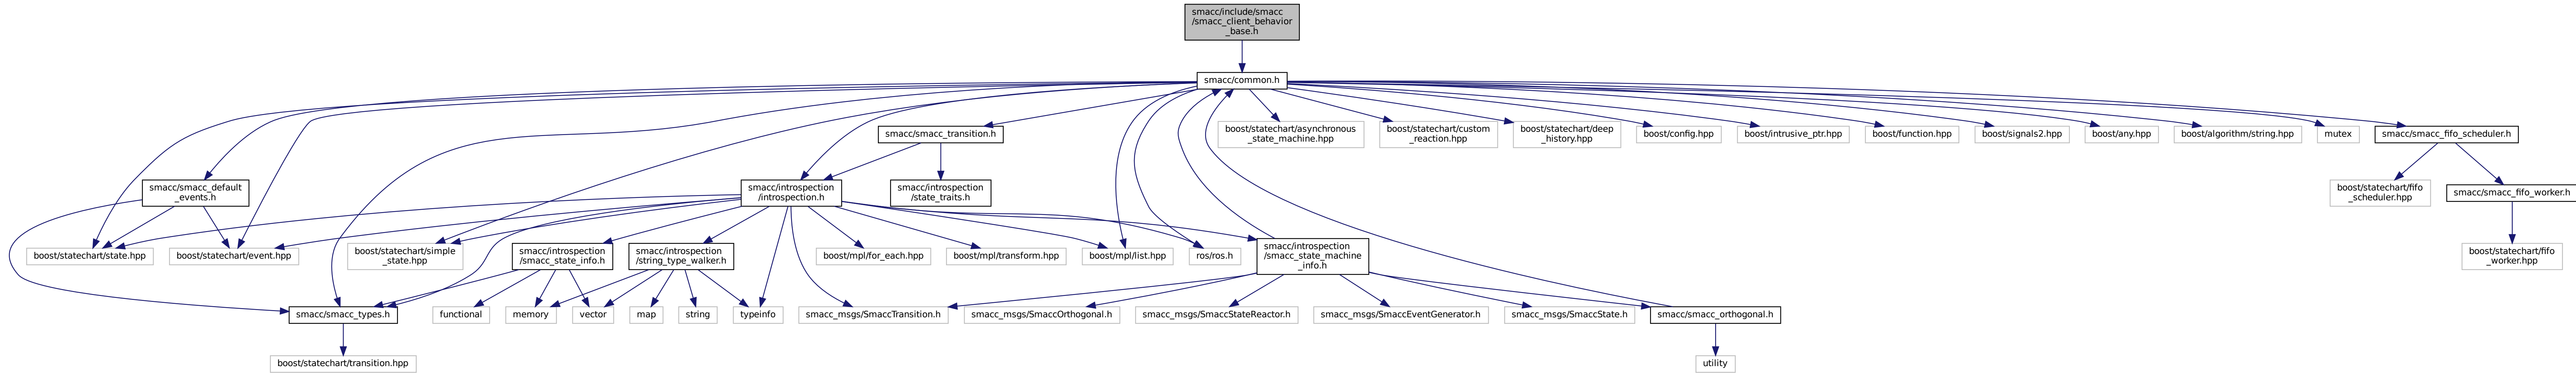 smacc/include/smacc
/smacc_client_behavior
_base.h
smacc/common.h
smacc/smacc_transition.h
boost/statechart/asynchronous
_state_machine.hpp
boost/statechart/custom
_reaction.hpp
boost/statechart/deep
_history.hpp
boost/config.hpp
boost/intrusive_ptr.hpp
boost/function.hpp
boost/signals2.hpp
boost/any.hpp
boost/algorithm/string.hpp
mutex
smacc/smacc_fifo_scheduler.h
smacc/smacc_default
_events.h
smacc/introspection
/introspection.h
smacc/introspection
/state_traits.h
boost/statechart/fifo
_scheduler.hpp
smacc/smacc_fifo_worker.h
boost/statechart/state.hpp
boost/statechart/event.hpp
boost/statechart/simple
_state.hpp
smacc/introspection
/smacc_state_info.h
smacc/introspection
/string_type_walker.h
boost/mpl/for_each.hpp
boost/mpl/transform.hpp
boost/mpl/list.hpp
ros/ros.h
smacc/introspection
/smacc_state_machine
_info.h
boost/statechart/fifo
_worker.hpp
smacc/smacc_types.h
functional
memory
vector
map
string
typeinfo
smacc_msgs/SmaccTransition.h
smacc_msgs/SmaccOrthogonal.h
smacc_msgs/SmaccStateReactor.h
smacc_msgs/SmaccEventGenerator.h
smacc_msgs/SmaccState.h
smacc/smacc_orthogonal.h
boost/statechart/transition.hpp
utility